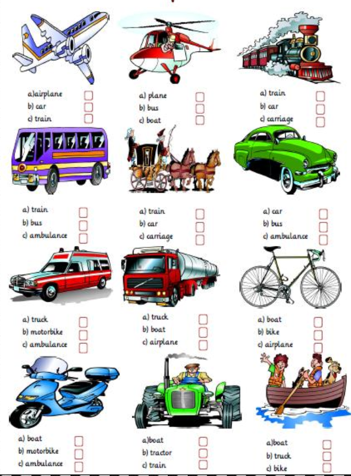 a)airplane
b) car
c) train
a) plane
b) bus
c) boat
a) train
b) car
c) carriage
a) train
b) bus
c) ambulance
a) train
b) car
c) carriage
a) car
b) bus
c) ambulance
a) truck
b) motorbike
c) ambulance
a) truck
b) boat
c) airplane
a) boat
b) bike
c) airplane
a) boat
b) motorbike
c) ambulance
a)boat
b) tractor
c) train
a)boat
b) truck
c) bike